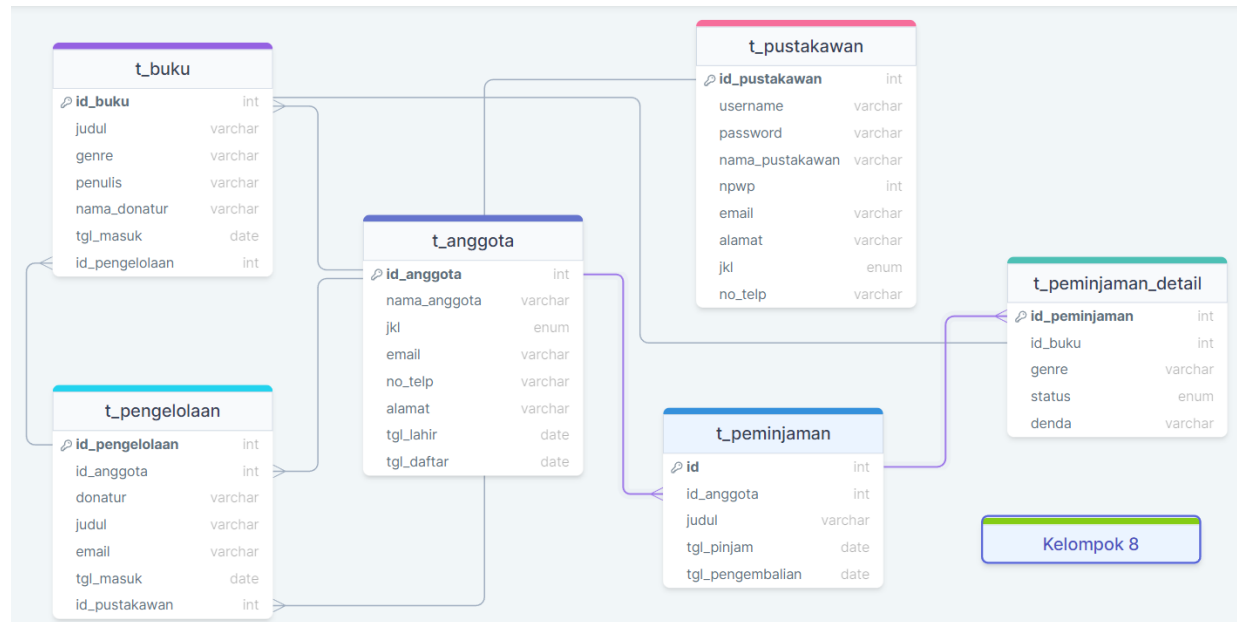 t_buku
id_buku int
judul varchar
genre varchar
penulis varchar
nama_donatur varchar
tgl_masuk date
id_pengelolaan int
t_pustakawan
id_pustakawan int
username varchar
password varchar
nama_pustakawan varchar
npwp int
email varchar
alamat varchar
jkl enum
no_telp varchar
t_anggota
id_anggota int
nama_anggota varchar
jkl enum
email varchar
no_telp varchar
alamat varchar
tgl_lahir date
tgl_daftar date
t_peminjaman_detail
id_peminjaman int
id_buku int
genre varchar
status enum
denda varchar
t_pengelolaan
id_pengelolaan int
id_anggota int
donatur varchar
judul varchar
email varchar
tgl_masuk date
id_pustakawan int
t_peminjaman
id int
id_anggota int
judul varchar
tgl_pinjam date
tgl_pengembalian date
Kelompok 8